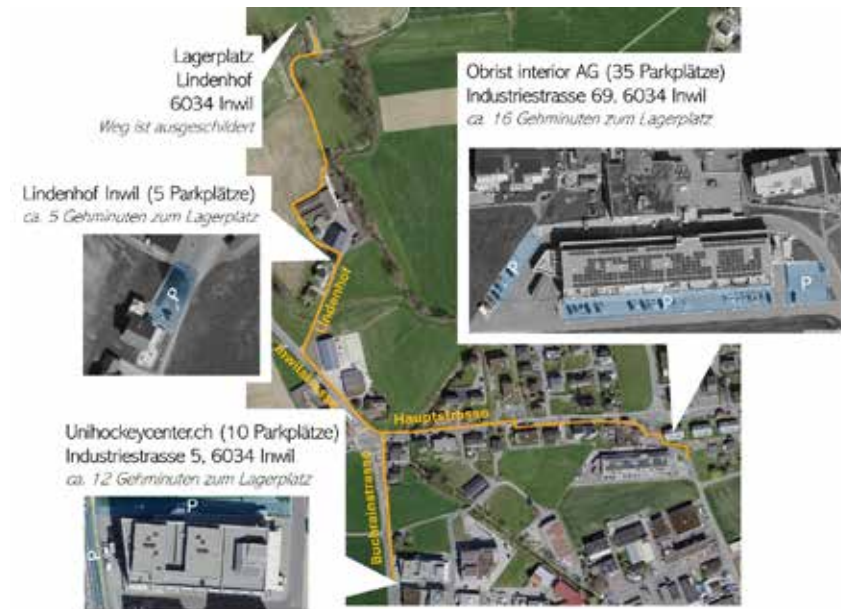 Lagerplatz
Lindenhof
6034 Inwil
Weg ist ausgeschildert
Obrist interior AG (35 Parkplätze)
Industriestrasse 69, 6034 Inwil
ca. 16 Gehminuten zum Lagerplatz
P
P
P
Lindenhof Inwil (5 Parkplätze)
ca. 5 Gehminuten zum Lagerplatz
P
Lindenhof
Inwilstrasse
Hauptstrasse
Buchrainstrasse
Unihockeycenter.ch (10 Parkplätze)
Industriestrasse 5, 6034 Inwil
ca. 12 Gehminuten zum Lagerplatz
P
P